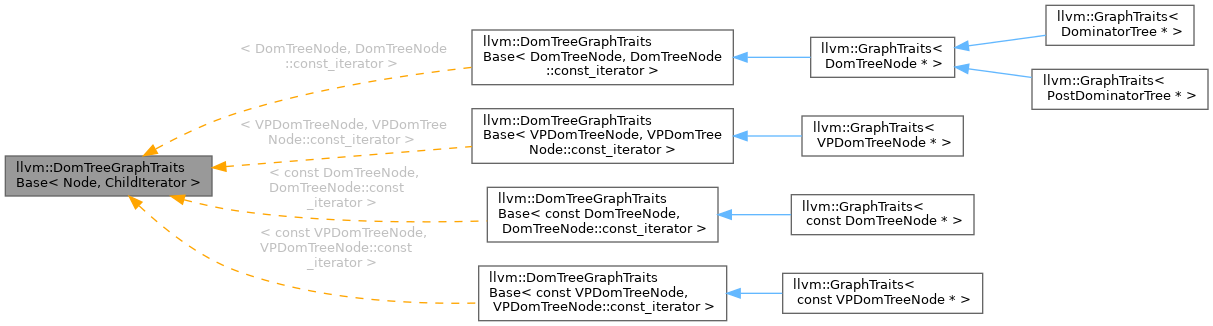 llvm::DomTreeGraphTraits
Base< Node, ChildIterator >
< DomTreeNode, DomTreeNode
::const_iterator >
llvm::DomTreeGraphTraits
Base< DomTreeNode, DomTreeNode
::const_iterator >
llvm::GraphTraits<
DomTreeNode * >
llvm::GraphTraits<
DominatorTree * >
llvm::GraphTraits<
PostDominatorTree * >
< VPDomTreeNode, VPDomTree
Node::const_iterator >
llvm::DomTreeGraphTraits
Base< VPDomTreeNode, VPDomTree
Node::const_iterator >
llvm::GraphTraits<
VPDomTreeNode * >
< const DomTreeNode,
DomTreeNode::const
_iterator >
llvm::DomTreeGraphTraits
Base< const DomTreeNode,
DomTreeNode::const_iterator >
llvm::GraphTraits<
const DomTreeNode * >
< const VPDomTreeNode,
VPDomTreeNode::const
_iterator >
llvm::DomTreeGraphTraits
Base< const VPDomTreeNode,
VPDomTreeNode::const_iterator >
llvm::GraphTraits<
const VPDomTreeNode * >